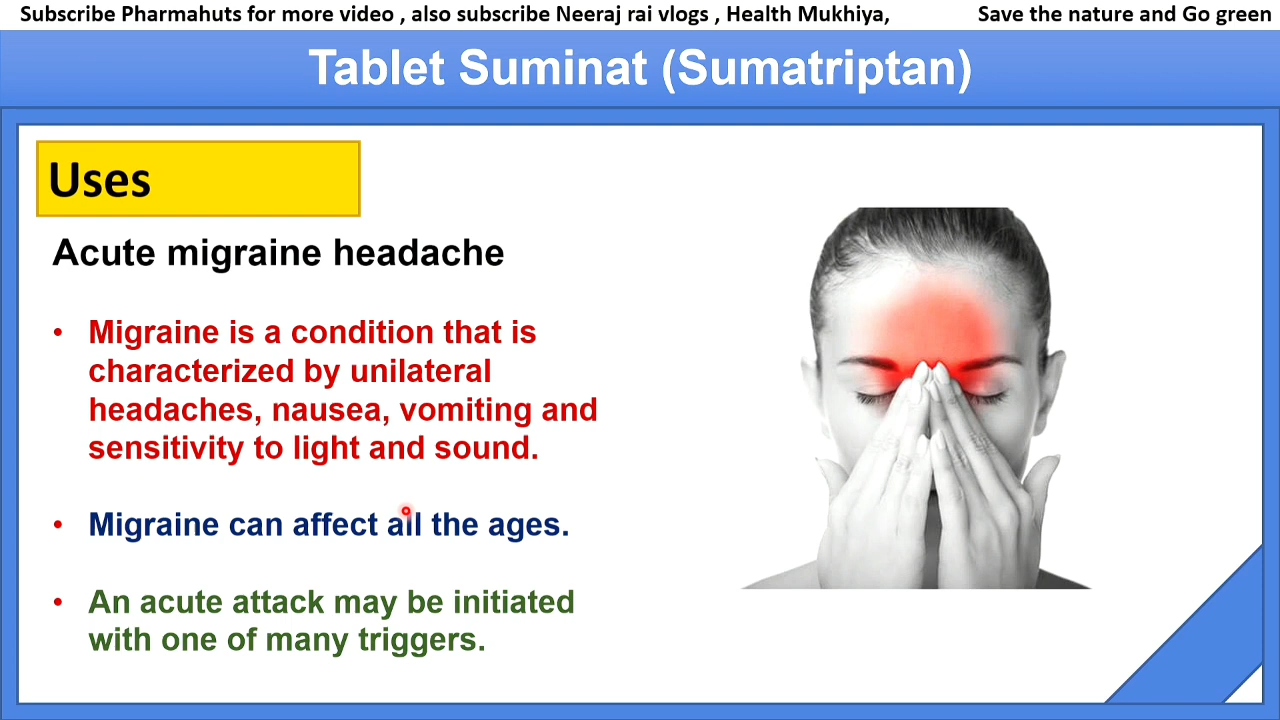 Subscribe Pharmahuts for more video , also subscribe Neeraj rai vlogs , Health Mukhiya, Save the nature and Go green
Tablet Suminat (Sumatriptan)
Uses
Acute migraine headache
• Migraine is a condition that is
characterized by unilateral
headaches, nausea, vomiting and
sensitivity to light and sound.
• Migraine can affect all the ages.
• An acute attack may be initiated
with one of many triggers.